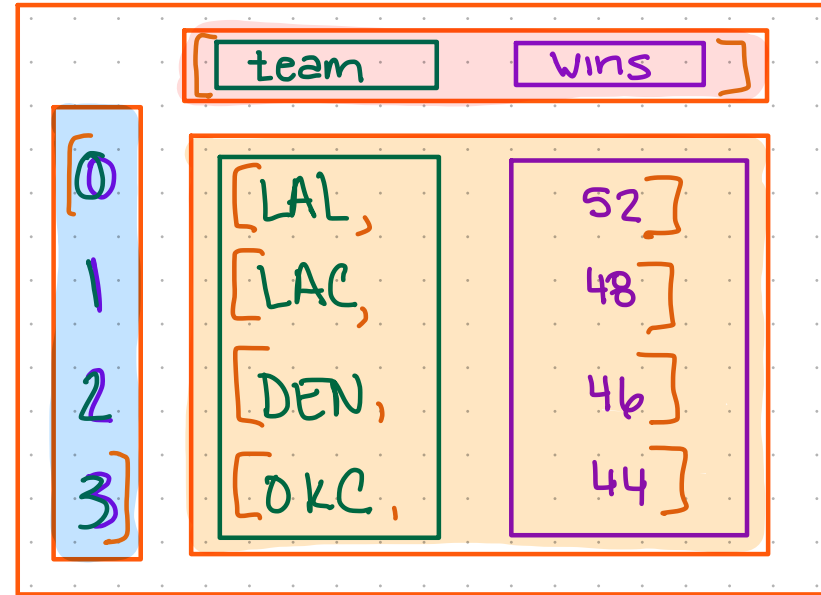 [ team wins ]
[0
[LAL, 52]
1
[LAC, 48]
2
[DEN, 46]
3]
[OKC, 44]